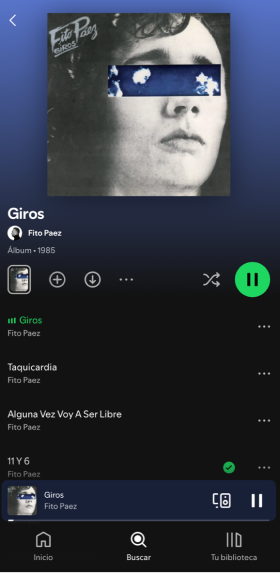 Fito Paez
GIROS
Giros
Fito Paez
Álbum • 1985
Giros
Fito Paez
Taquicardia
Fito Paez
Alguna Vez Voy A Ser Libre
Fito Paez
11 Y 6
Fito Paez
Giros
Fito Paez
Inicio
Buscar
Tu biblioteca